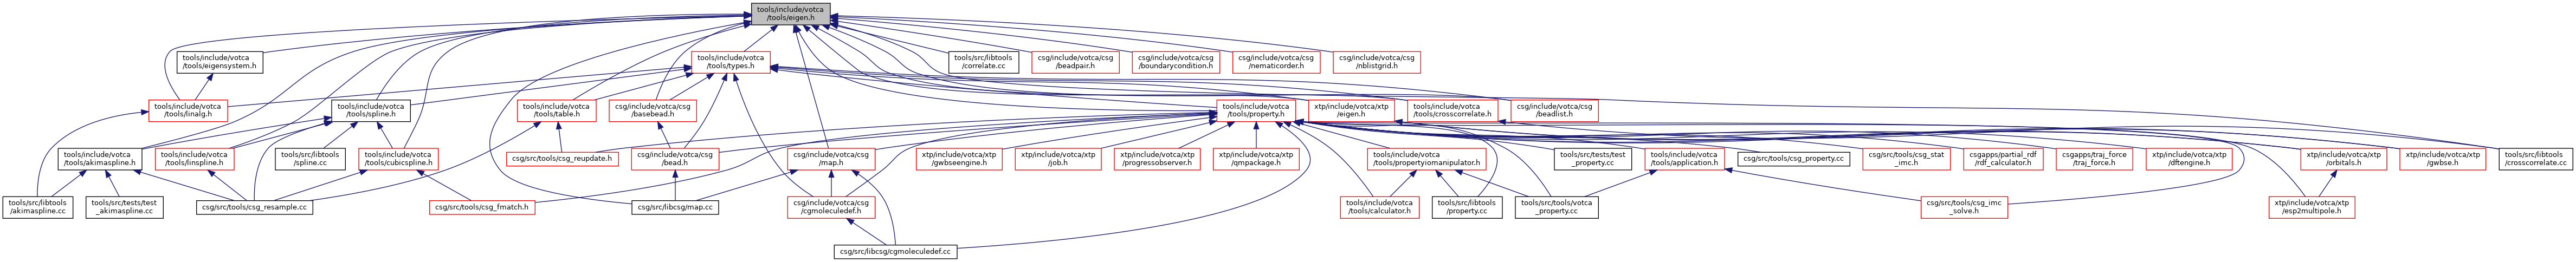 tools/include/votca
/tools/eigen.h
tools/include/votca
/tools/eigensystem.h
tools/include/votca
/tools/types.h
tools/src/libtools
/correlate.cc
csg/include/votca/csg
/beadpair.h
csg/include/votca/csg
/boundarycondition.h
csg/include/votca/csg
/nematicorder.h
csg/include/votca/csg
/nblistgrid.h
tools/include/votca
/tools/linalg.h
tools/include/votca
/tools/spline.h
tools/include/votca
/tools/table.h
csg/include/votca/csg
/basebead.h
tools/include/votca
/tools/property.h
xtp/include/votca/xtp
/eigen.h
tools/include/votca
/tools/crosscorrelate.h
csg/include/votca/csg
/beadlist.h
tools/include/votca
/tools/akimaspline.h
tools/include/votca
/tools/linspline.h
tools/src/libtools
/spline.cc
tools/include/votca
/tools/cubicspline.h
csg/src/tools/csg_reupdate.h
csg/include/votca/csg
/bead.h
csg/include/votca/csg
/map.h
xtp/include/votca/xtp
/gwbseengine.h
xtp/include/votca/xtp
/job.h
xtp/include/votca/xtp
/progressobserver.h
xtp/include/votca/xtp
/qmpackage.h
tools/include/votca
/tools/propertyiomanipulator.h
tools/src/tests/test
_property.cc
tools/include/votca
/tools/application.h
csg/src/tools/csg_property.cc
csg/src/tools/csg_stat
_imc.h
csgapps/partial_rdf
/rdf_calculator.h
csgapps/traj_force
/traj_force.h
xtp/include/votca/xtp
/dftengine.h
xtp/include/votca/xtp
/orbitals.h
xtp/include/votca/xtp
/gwbse.h
tools/src/libtools
/crosscorrelate.cc
tools/src/libtools
/akimaspline.cc
tools/src/tests/test
_akimaspline.cc
csg/src/tools/csg_resample.cc
csg/src/tools/csg_fmatch.h
csg/src/libcsg/map.cc
csg/include/votca/csg
/cgmoleculedef.h
tools/include/votca
/tools/calculator.h
tools/src/libtools
/property.cc
tools/src/tools/votca
_property.cc
csg/src/tools/csg_imc
_solve.h
xtp/include/votca/xtp
/esp2multipole.h
csg/src/libcsg/cgmoleculedef.cc